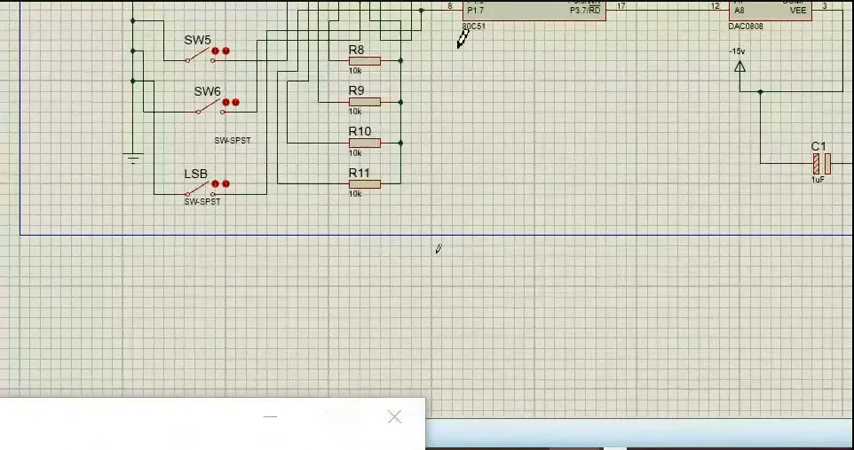 8
P1.7
P3.7/RD
17
12
A8
VEE
3
80C51
DAC0808
SW5
R8
10k
-15v
SW6
R9
10k
SW-SPST
R10
10k
C1
1uF
LSB
R11
10k
SW-SPST